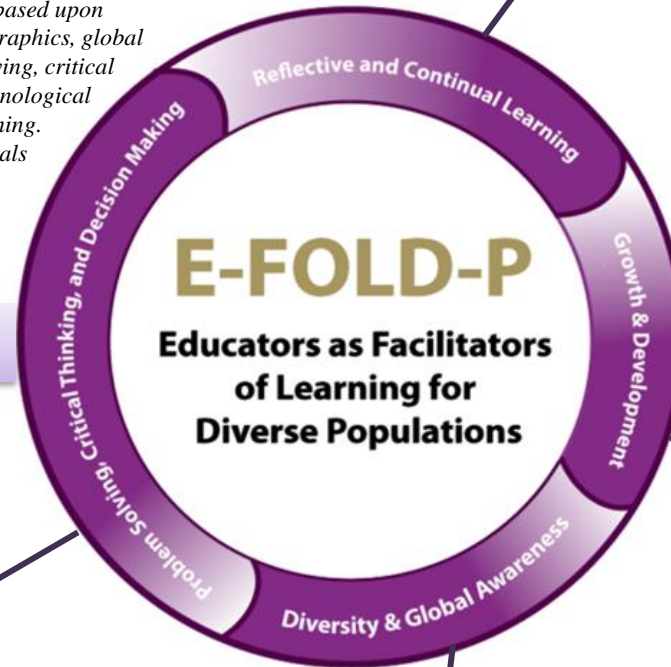 based upon
raphics, global
ving, critical
nological
ning.
als
Reflective and Continual Learning
Growth & Development
Diversity & Global Awareness
Problem Solving, Critical Thinking, and Decision Making
E-FOLD-P
Educators as Facilitators
of Learning for
Diverse Populations